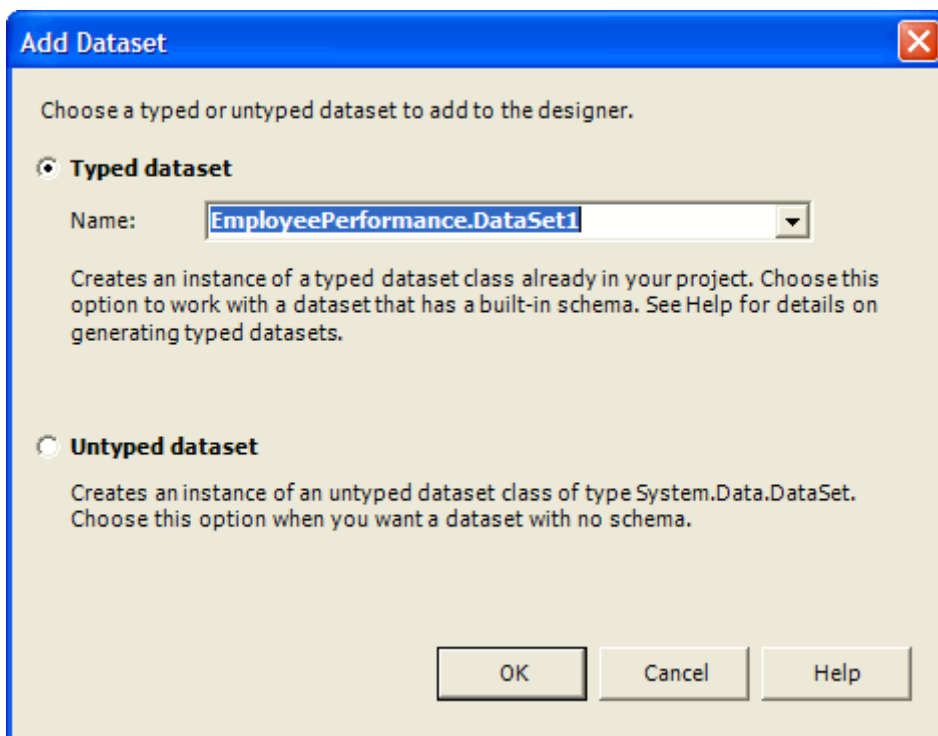 Add Dataset
Choose a typed or untyped dataset to add to the designer.
Typed dataset
Name: EmployeePerformance.DataSet1
Creates an instance of a typed dataset class already in your project. Choose this
option to work with a dataset that has a built-in schema. See Help for details on
generating typed datasets.
Untyped dataset
Creates an instance of an untyped dataset class of type System.Data.DataSet.
Choose this option when you want a dataset with no schema.
OK Cancel Help